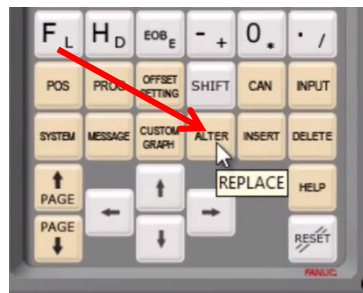 F L H D EOB E - + 0 * . /
POS PROG OFFSET SETTING SHIFT CAN INPUT
SYSTEM MESSAGE CUSTOM GRAPH ALTER INSERT DELETE
REPLACE
PAGE HELP
PAGE RESET
FANUC